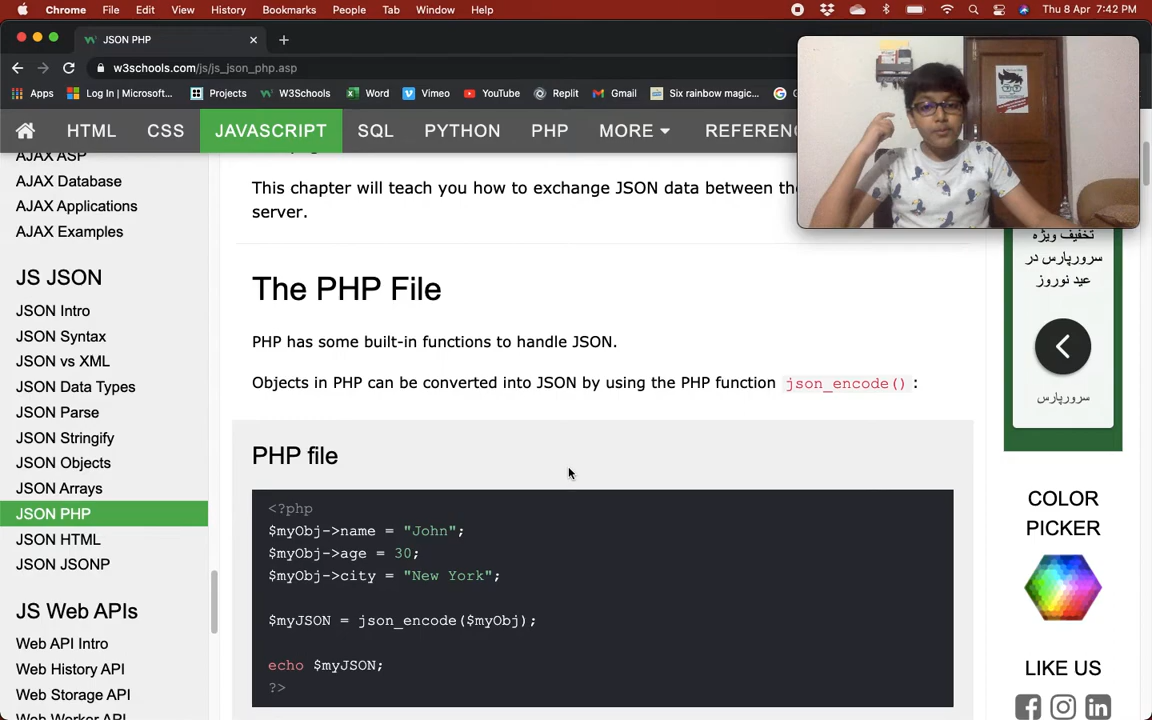 Chrome File Edit View History Bookmarks People Tab Window Help Thu 8 Apr 7:42 PM
JSON PHP
w3schools.com/js/js_json_php.asp
Apps Log In | Microsoft... Projects W3Schools Word Vimeo YouTube Replit Gmail Six rainbow magic...
HTML CSS JAVASCRIPT SQL PYTHON PHP MORE REFERENC
AJAX ASP
AJAX Database
AJAX Applications
AJAX Examples
JS JSON
JSON Intro
JSON Syntax
JSON vs XML
JSON Data Types
JSON Parse
JSON Stringify
JSON Objects
JSON Arrays
JSON PHP
JSON HTML
JSON JSONP
JS Web APIs
Web API Intro
Web History API
Web Storage API
Web Worker API
This chapter will teach you how to exchange JSON data between the
server.
The PHP File
PHP has some built-in functions to handle JSON.
Objects in PHP can be converted into JSON by using the PHP function json_encode() :
PHP file
<?php
$myObj->name = "John";
$myObj->age = 30;
$myObj->city = "New York";
$myJSON = json_encode($myObj);
echo $myJSON;
?>
تخفیف ویژه
سرورپارس در
عید نوروز
سرورپارس
COLOR
PICKER
LIKE US